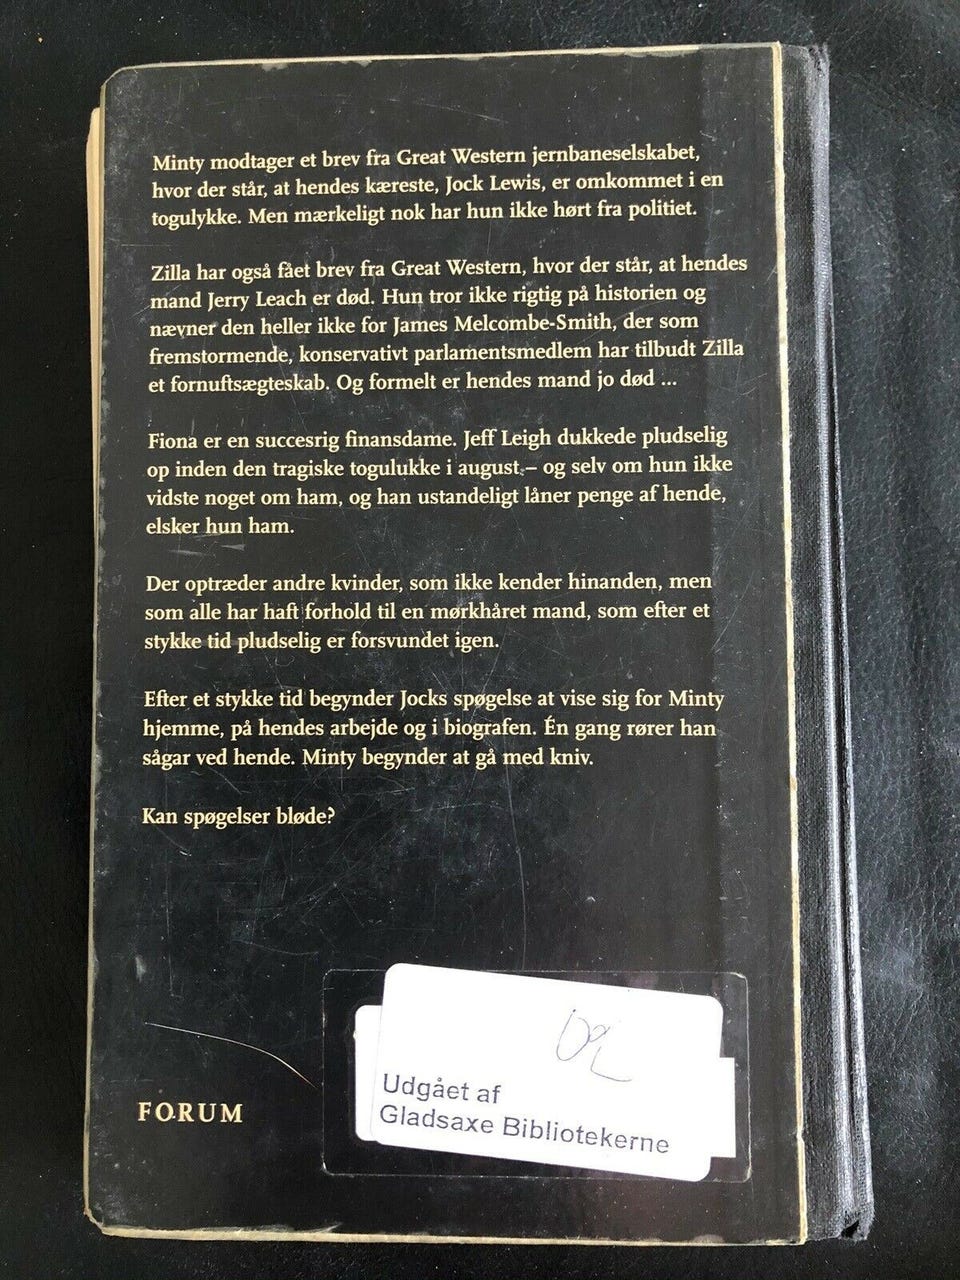 Minty modtager et brev fra Great Western jernbaneselskabet,
hvor der står, at hendes kæreste, Jock Lewis, er omkommet i en
togulykke. Men mærkeligt nok har hun ikke hørt fra politiet.
Zilla har også fået brev fra Great Western, hvor der står, at hendes
mand Jerry Leach er død. Hun tror ikke rigtig på historien og
nævner den heller ikke for James Melcombe-Smith, der som
fremstormende, konservativt parlamentsmedlem har tilbudt Zilla
et fornuftsægteskab. Og formelt er hendes mand jo død ...
Fiona er en succesrig finansdame. Jeff Leigh dukkede pludselig
op inden den tragiske togulukke i august – og selv om hun ikke
vidste noget om ham, og han ustandeligt låner penge af hende,
elsker hun ham.
Der optræder andre kvinder, som ikke kender hinanden, men
som alle har haft forhold til en mørkhåret mand, som efter et
stykke tid pludselig er forsvundet igen.
Efter et stykke tid begynder Jocks spøgelse at vise sig for Minty
hjemme, på hendes arbejde og i biografen. Én gang rører han
sågar ved hende. Minty begynder at gå med kniv.
Kan spøgelser bløde?
Udgået af
Gladsaxe Bibliotekerne
FORUM